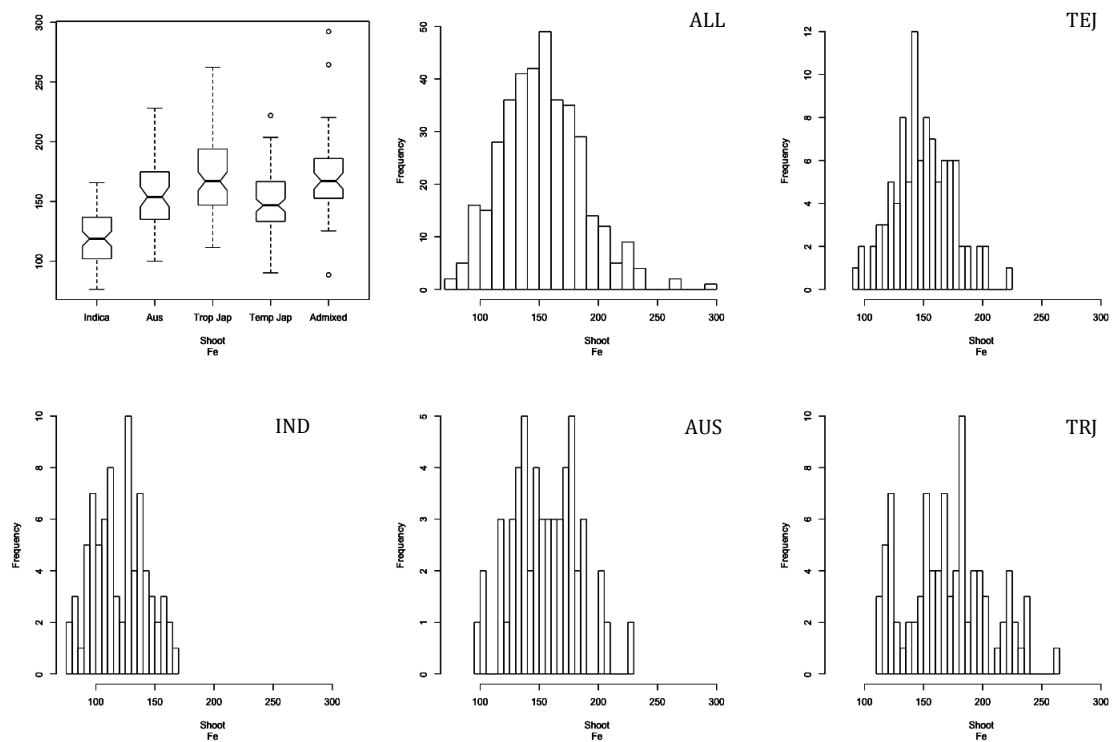 300
250
200
150
100
Indica Aus Trop Jap Temp Jap Admixed
Shoot
Fe
ALL
Frequency
50
40
30
20
10
0
100 150 200 250 300
Shoot
Fe
TEJ
Frequency
12
10
8
6
4
2
0
100 150 200 250 300
Shoot
Fe
IND
Frequency
10
8
6
4
2
0
100 150 200 250 300
Shoot
Fe
AUS
Frequency
5
4
3
2
1
0
100 150 200 250 300
Shoot
Fe
TRJ
Frequency
10
8
6
4
2
0
100 150 200 250 300
Shoot
Fe